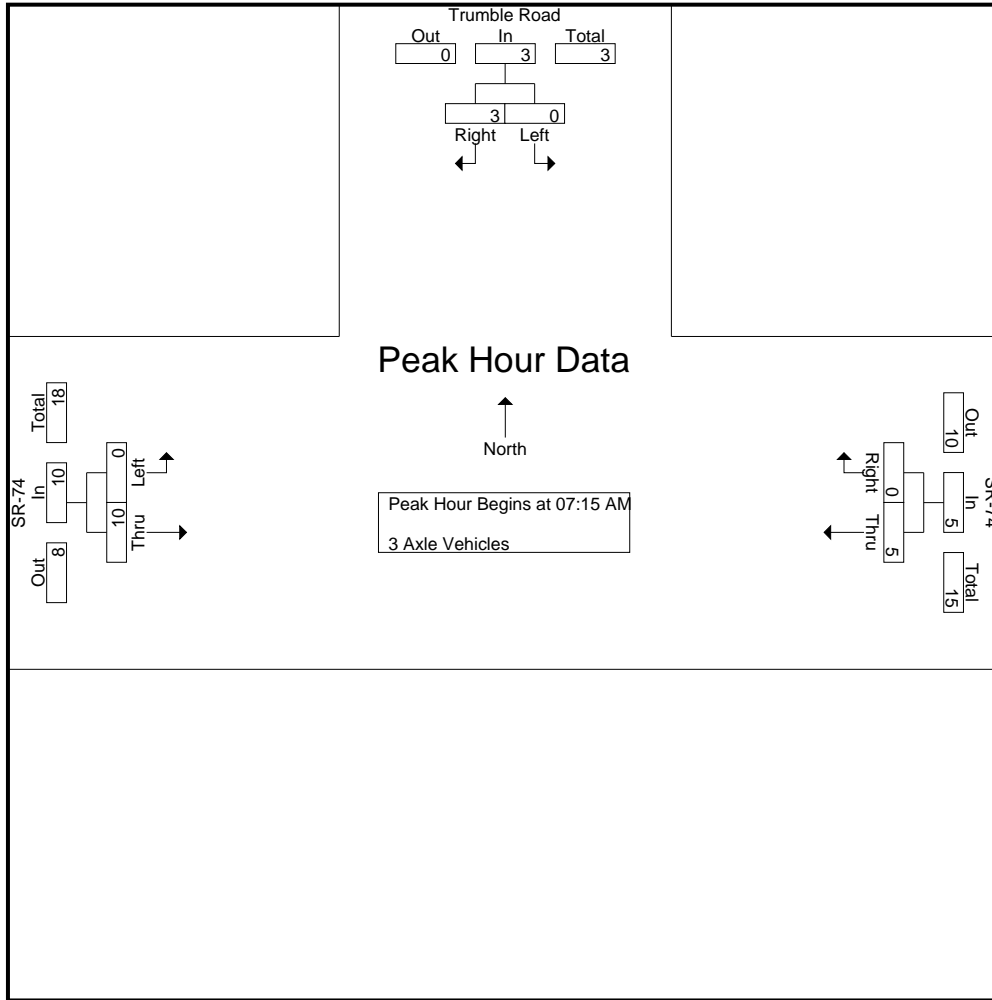 Trumble Road
Out In Total
0 3 3
3 0
Right Left
Peak Hour Data
North
Peak Hour Begins at 07:15 AM
3 Axle Vehicles
SR-74
Out In Total
8 10 18
Left
0
Thru
10
SR-74
Out In Total
10 5 15
Right
0
Thru
5